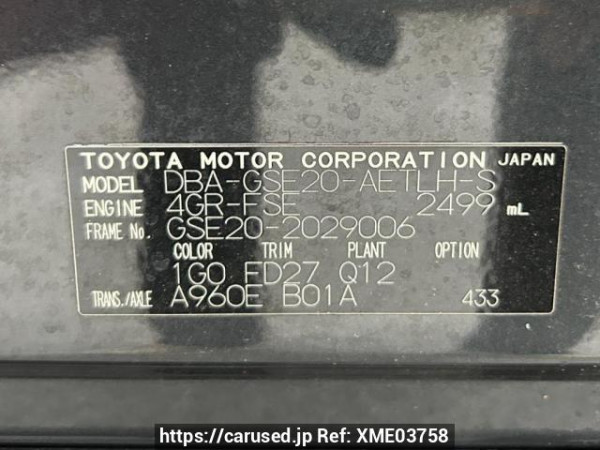 TOYOTA MOTOR CORPORATION JAPAN
MODEL DBA-GSE20-AETLH-S
ENGINE 4GR-FSE 2499 mL
FRAME No. GSE20-2029006
COLOR TRIM PLANT OPTION
1G0 FD27 Q12
TRANS./AXLE A960E B01A 433
https://carused.jp Ref: XME03758